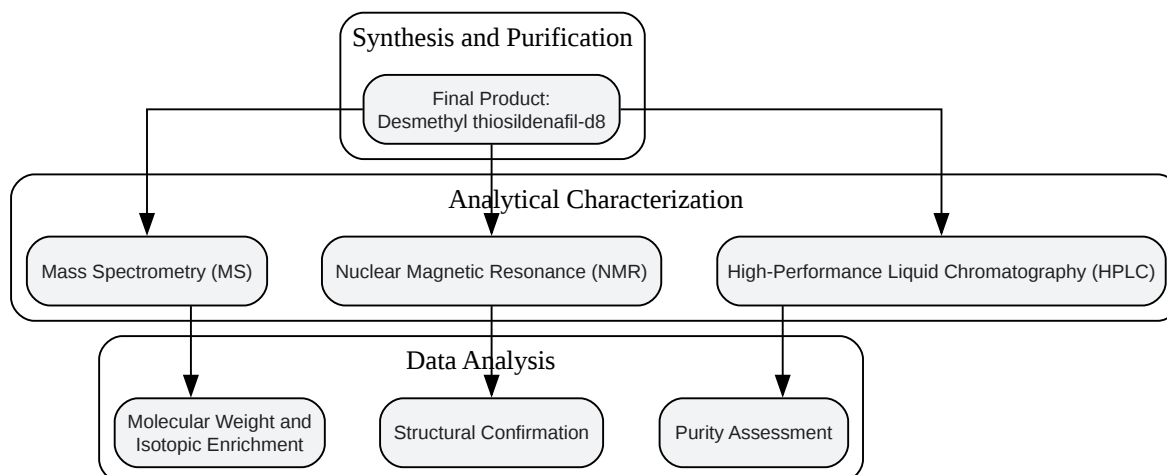 Synthesis and Purification
Final Product:
Desmethyl thiosildenafil-d8
Analytical Characterization
Mass Spectrometry (MS)
Nuclear Magnetic Resonance (NMR)
High-Performance Liquid Chromatography (HPLC)
Data Analysis
Molecular Weight and
Isotopic Enrichment
Structural Confirmation
Purity Assessment